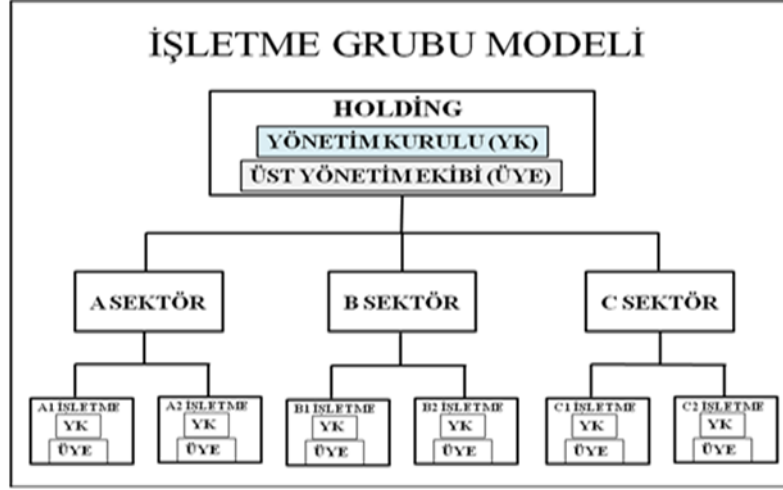 İŞLETME GRUBU MODELİ
HOLDİNG
YÖNETİM KURULU (YK)
ÜST YÖNETİM EKİBİ (ÜYE)
A SEKTÖR
B SEKTÖR
C SEKTÖR
A1 İŞLETME
YK
ÜYE
A2 İŞLETME
YK
ÜYE
B1 İŞLETME
YK
ÜYE
B2 İŞLETME
YK
ÜYE
C1 İŞLETME
YK
ÜYE
C2 İŞLETME
YK
ÜYE